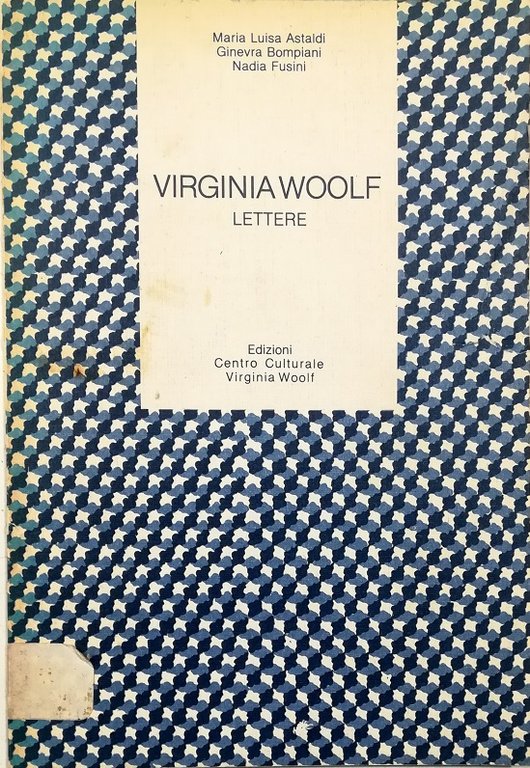 Maria Luisa Astaldi
Ginevra Bompiani
Nadia Fusini
VIRGINIA WOOLF
LETTERE
Edizioni
Centro Culturale
Virginia Woolf